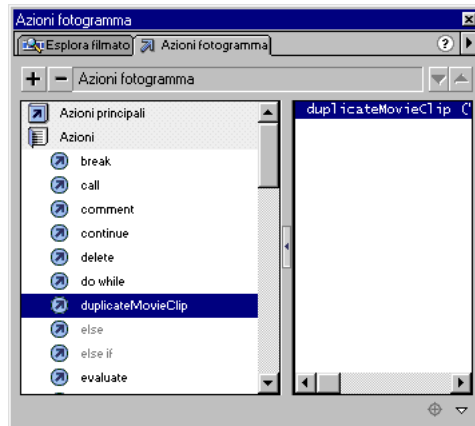 Azioni fotogramma
Esplora filmato Azioni fotogramma ?
+ - Azioni fotogramma
Azioni principali
Azioni
break
call
comment
continue
delete
do while
duplicateMovieClip
else
else if
evaluate
duplicateMovieClip ("